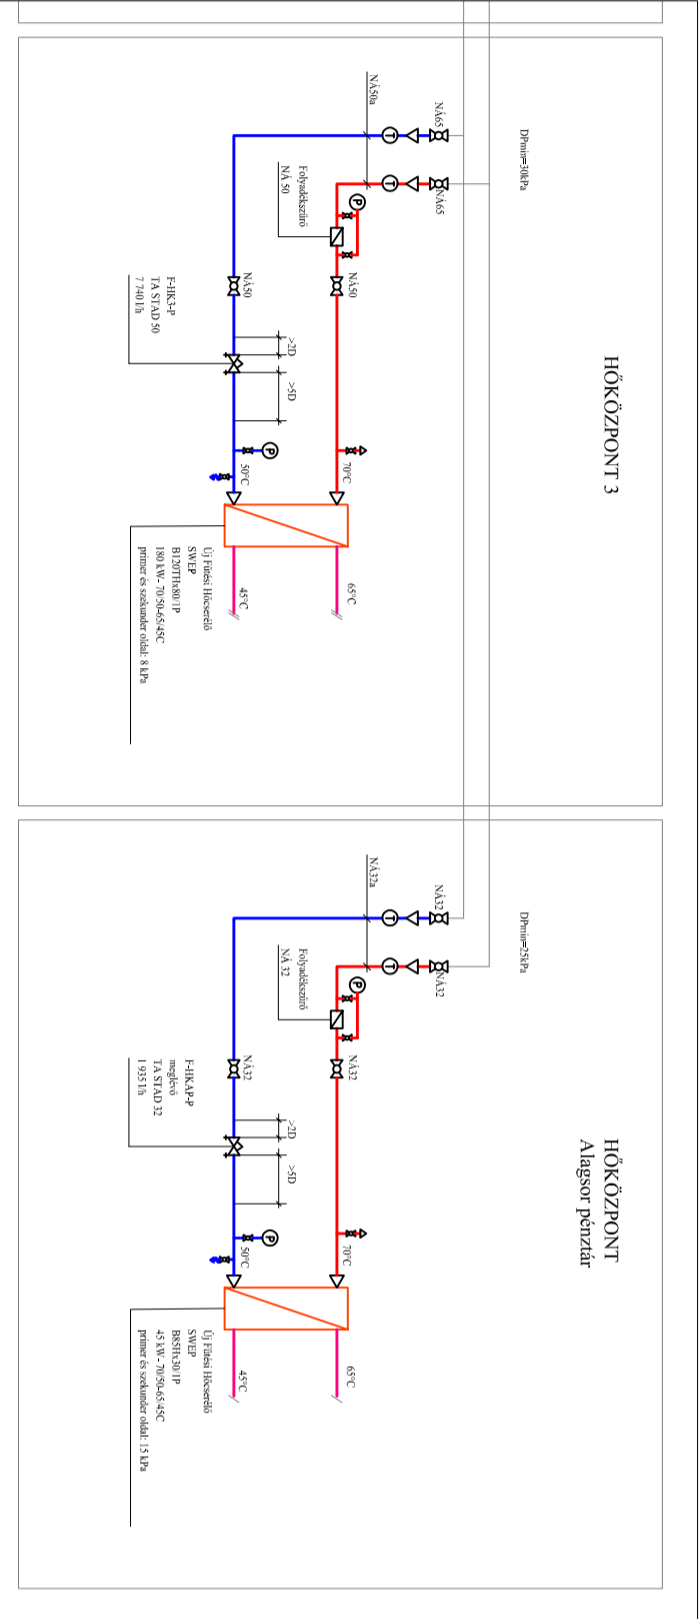 HŐKÖZPONT 3
DPmin=30kPa
NÁ65
NÁ65
NÁ50a
Folyadékszűrő
NÁ 50
NÁ50
NÁ50
>2D
>5D
F-HK3-P
TA STAD 50
7 740 l/h
T
T
P
P
70°C
50°C
65°C
45°C
Új Fűtési Hőcserélő
SWEP
B120THx80/1P
180 kW- 70/50-65/45C
primer és szekunder oldal: 8 kPa
HŐKÖZPONT
Alagsor pénztár
DPmin=25kPa
NÁ32
NÁ32
NÁ32a
Folyadékszűrő
NÁ 32
NÁ32
NÁ32
>2D
>5D
F-HKAP-P
meglévő
TA STAD 32
1 935 l/h
T
T
P
P
70°C
50°C
65°C
45°C
Új Fűtési Hőcserélő
SWEP
B85Hx30/1P
45 kW- 70/50-65/45C
primer és szekunder oldal: 15 kPa